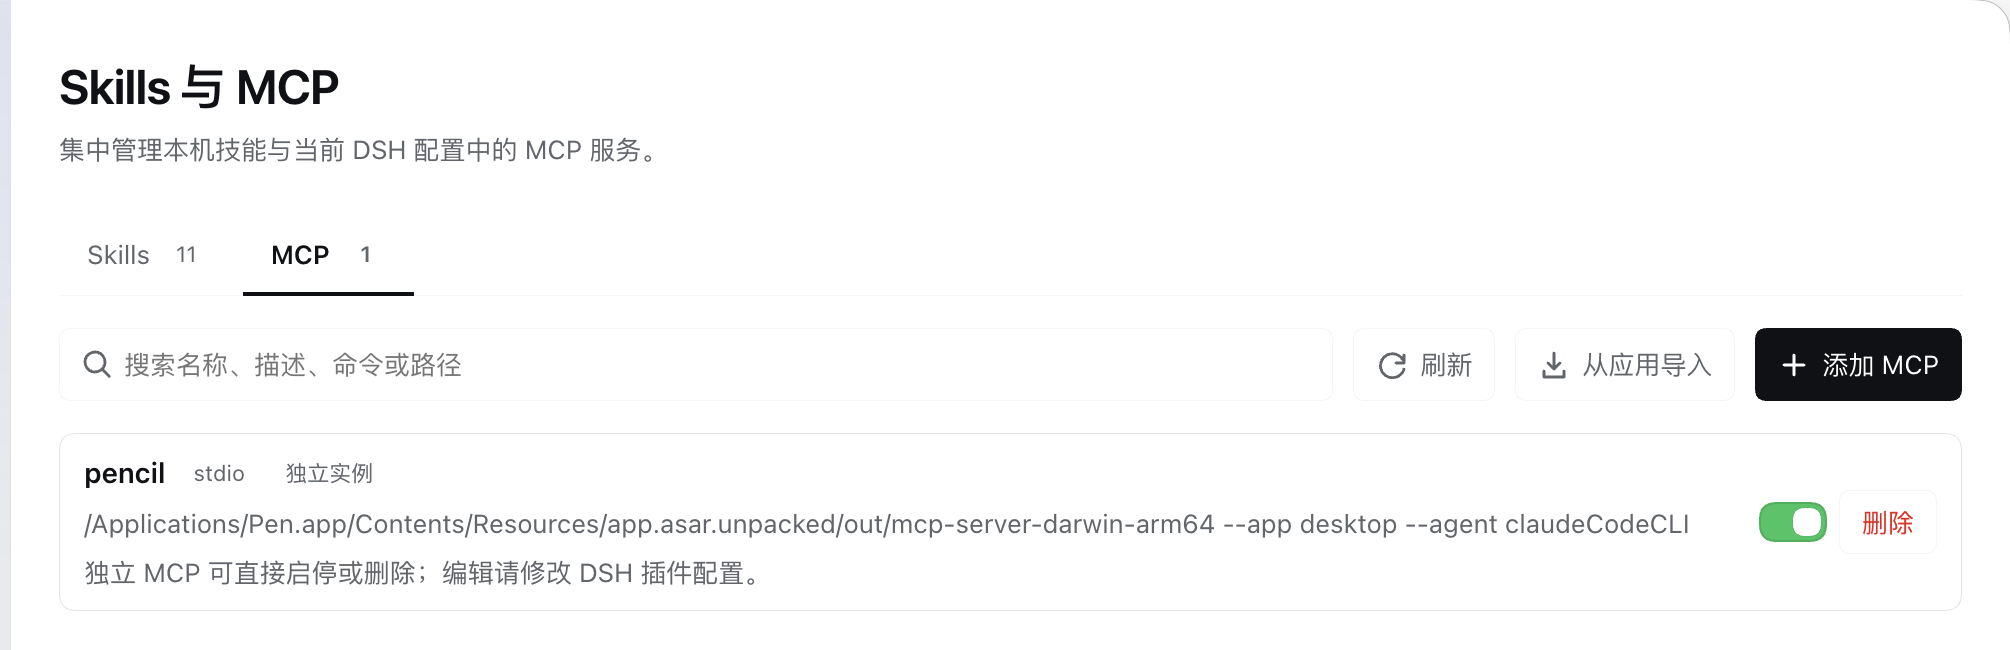 Skills 与 MCP
集中管理本机技能与当前 DSH 配置中的 MCP 服务。
Skills 11 MCP 1
搜索名称、描述、命令或路径 刷新 从应用导入 添加 MCP
pencil stdio 独立实例
/Applications/Pen.app/Contents/Resources/app.asar.unpacked/out/mcp-server-darwin-arm64 --app desktop --agent claudeCodeCLI
删除
独立 MCP 可直接启停或删除；编辑请修改 DSH 插件配置。